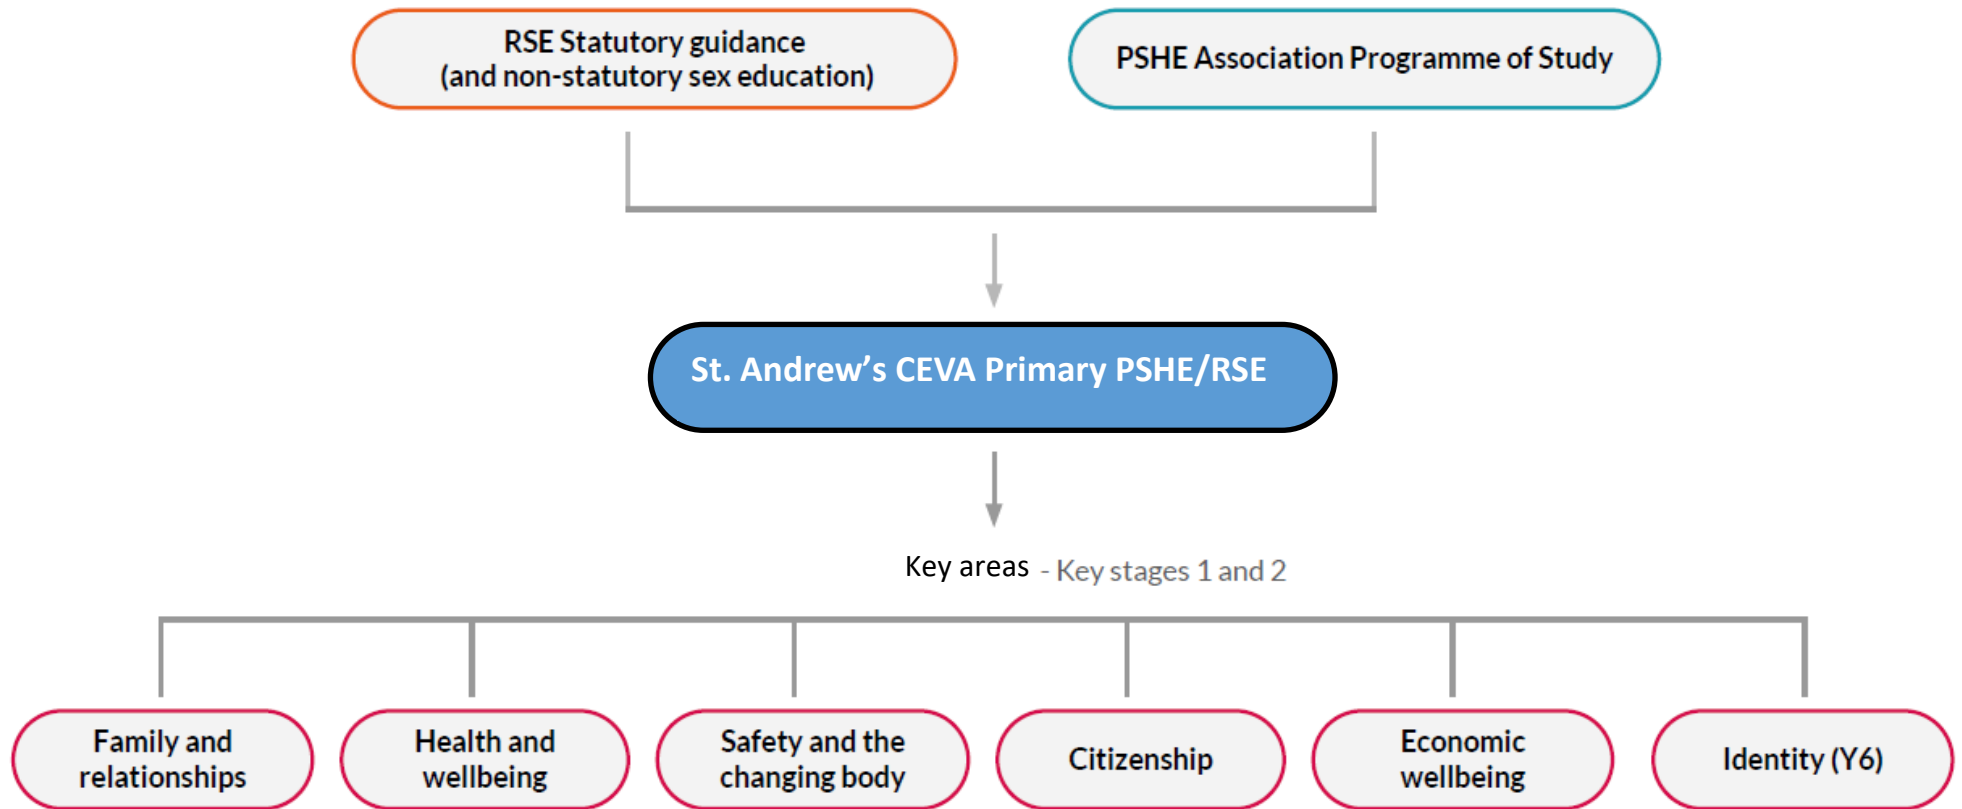 RSE Statutory guidance
(and non-statutory sex education)
PSHE Association Programme of Study
St. Andrew’s CEVA Primary PSHE/RSE
Key areas - Key stages 1 and 2
Family and
relationships
Health and
wellbeing
Safety and the
changing body
Citizenship
Economic
wellbeing
Identity (Y6)